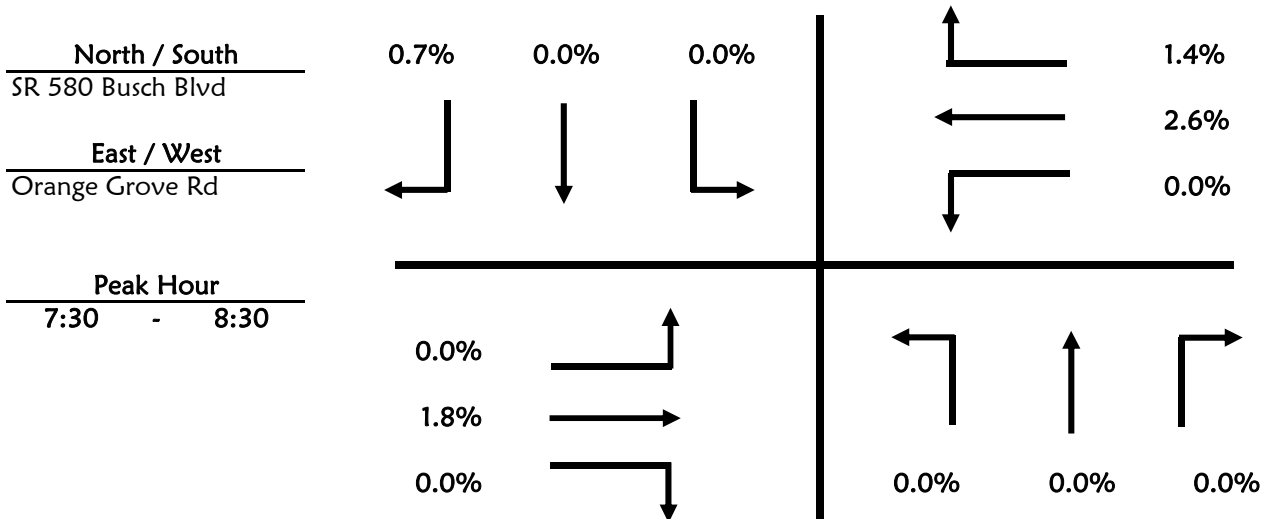 North / South
SR 580 Busch Blvd
East / West
Orange Grove Rd
Peak Hour
7:30 - 8:30
0.7% 0.0% 0.0%
1.4%
2.6%
0.0%
0.0%
1.8%
0.0%
0.0% 0.0% 0.0%